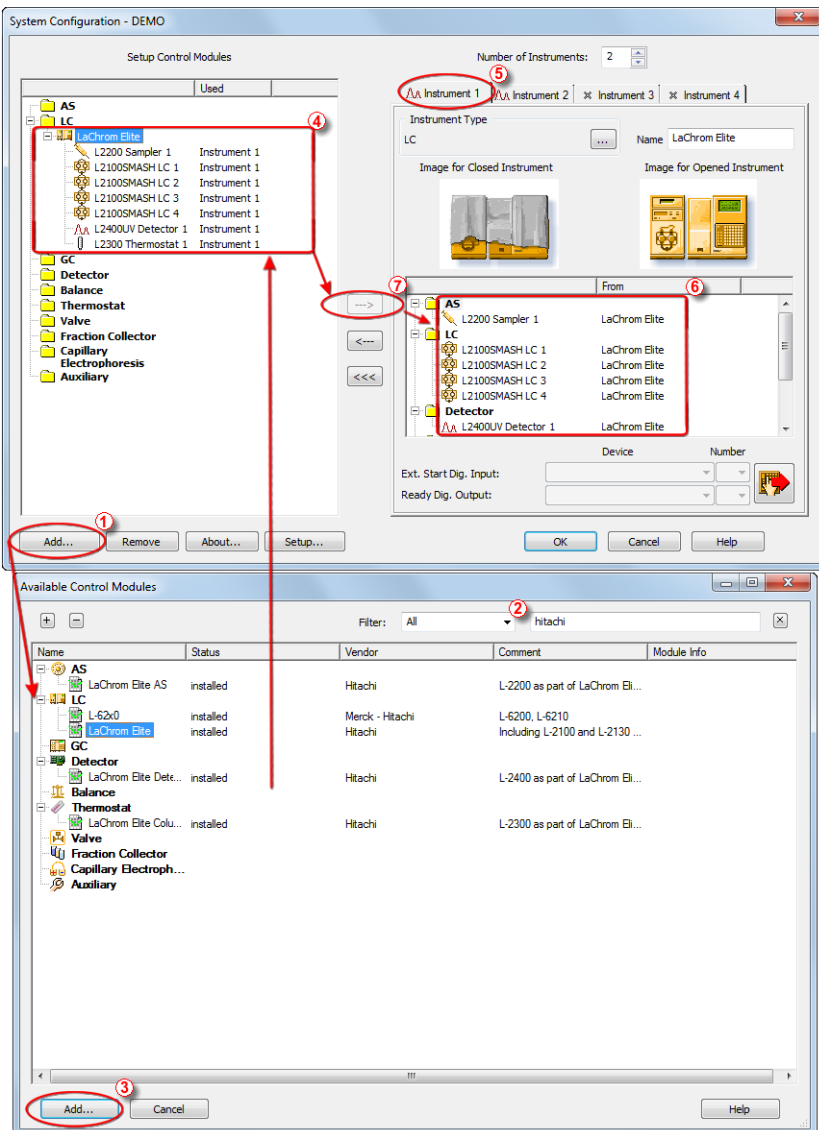 System Configuration - DEMO
Setup Control Modules
Number of Instruments: 2
Used
AS
LC
LaChrom Elite
L2200 Sampler 1 Instrument 1
L2100SMASH LC 1 Instrument 1
L2100SMASH LC 2 Instrument 1
L2100SMASH LC 3 Instrument 1
L2100SMASH LC 4 Instrument 1
L2400UV Detector 1 Instrument 1
L2300 Thermostat 1 Instrument 1
GC
Detector
Balance
Thermostat
Valve
Fraction Collector
Capillary
Electrophoresis
Auxiliary
4
--->
<---
<<<
7
5
Instrument 1 Instrument 2 Instrument 3 Instrument 4
Instrument Type
LC ... Name LaChrom Elite
Image for Closed Instrument Image for Opened Instrument
From
6
AS
L2200 Sampler 1 LaChrom Elite
LC
L2100SMASH LC 1 LaChrom Elite
L2100SMASH LC 2 LaChrom Elite
L2100SMASH LC 3 LaChrom Elite
L2100SMASH LC 4 LaChrom Elite
Detector
L2400UV Detector 1 LaChrom Elite
Device Number
Ext. Start Dig. Input:
Ready Dig. Output:
1
Add... Remove About... Setup... OK Cancel Help
Available Control Modules
Filter: All 2 hitachi
Name Status Vendor Comment Module Info
AS
LaChrom Elite AS installed Hitachi L-2200 as part of LaChrom Eli...
LC
L-62x0 installed Merck - Hitachi L-6200, L-6210
LaChrom Elite installed Hitachi Including L-2100 and L-2130 ...
GC
Detector
LaChrom Elite Dete... installed Hitachi L-2400 as part of LaChrom Eli...
Balance
Thermostat
LaChrom Elite Colu... installed Hitachi L-2300 as part of LaChrom Eli...
Valve
Fraction Collector
Capillary Electroph...
Auxiliary
3
Add... Cancel Help